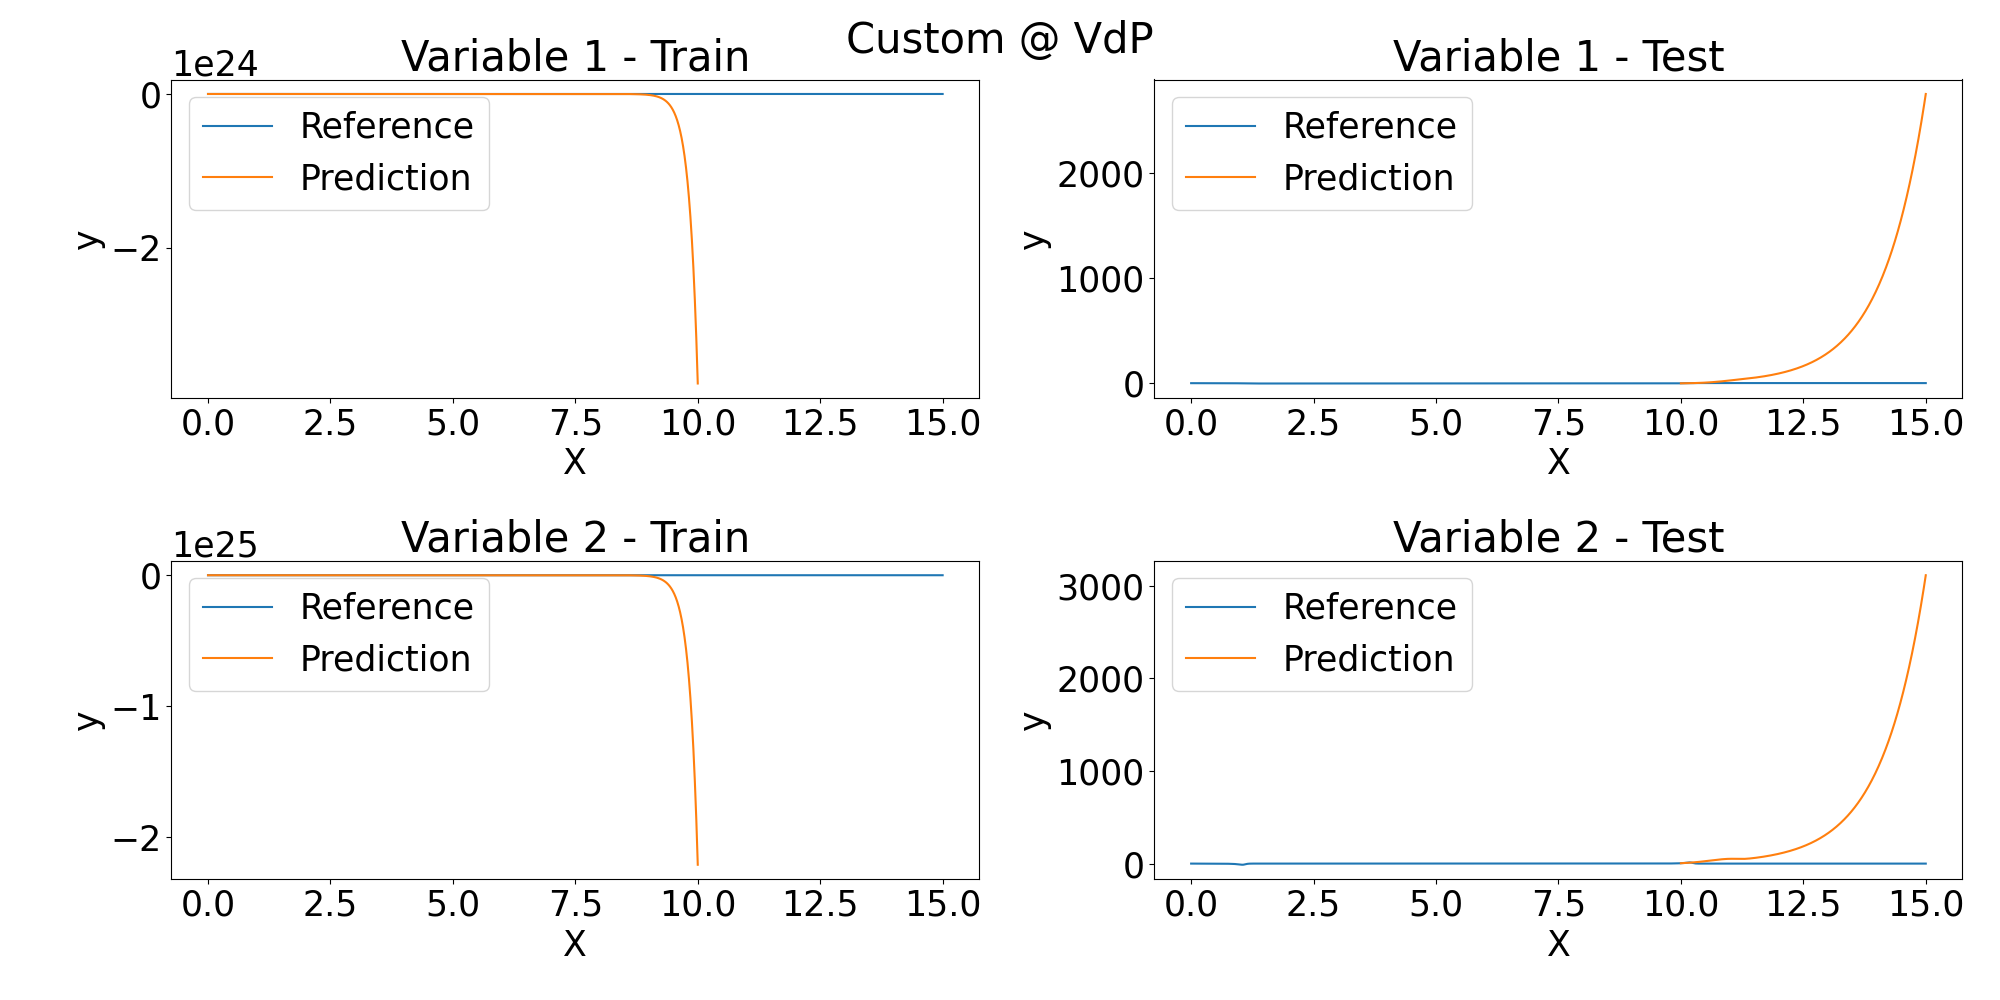 Custom @ VdP
Variable 1 - Train
1e24
0
−2
y
Reference
Prediction
0.0 2.5 5.0 7.5 10.0 12.5 15.0
X
Variable 1 - Test
2000
1000
0
y
Reference
Prediction
0.0 2.5 5.0 7.5 10.0 12.5 15.0
X
Variable 2 - Train
1e25
0
−1
−2
y
Reference
Prediction
0.0 2.5 5.0 7.5 10.0 12.5 15.0
X
Variable 2 - Test
3000
2000
1000
0
y
Reference
Prediction
0.0 2.5 5.0 7.5 10.0 12.5 15.0
X